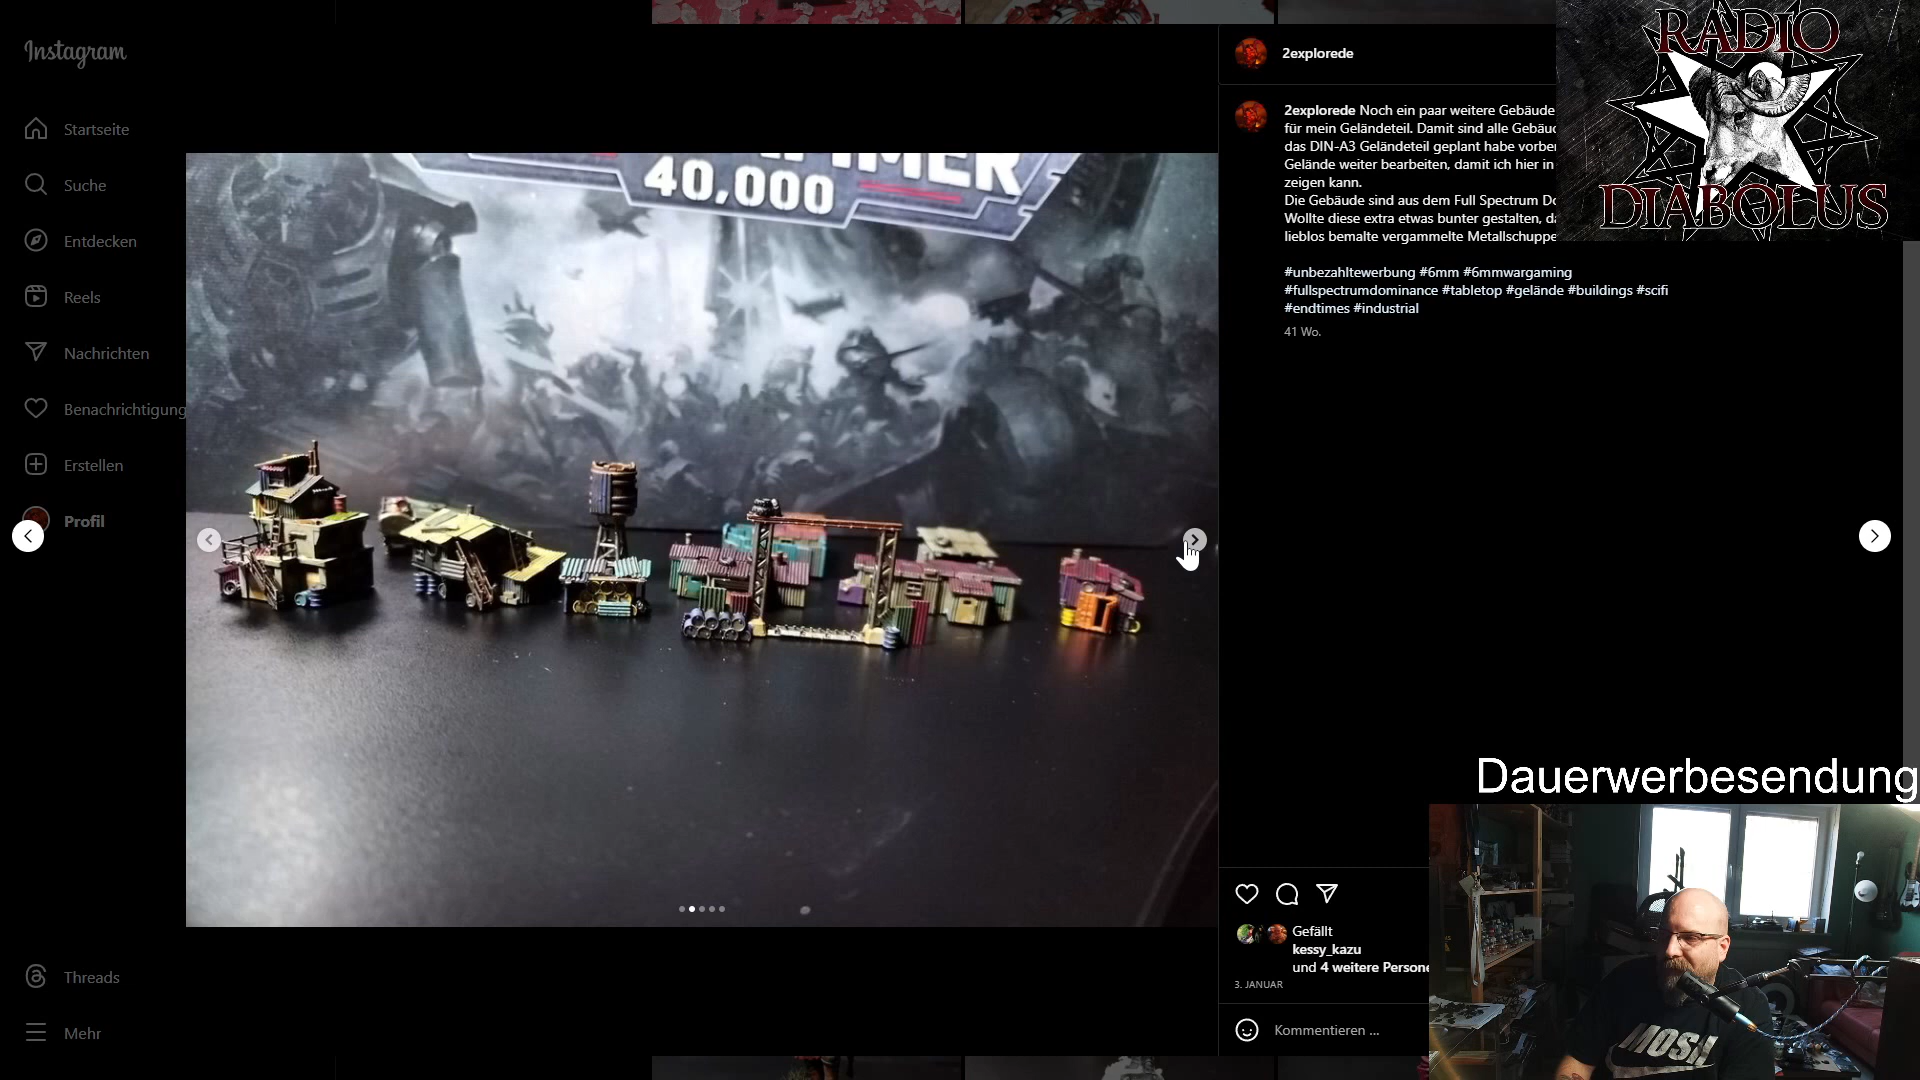 Instagram
Startseite
Suche
Entdecken
Reels
Nachrichten
Benachrichtigung
Erstellen
Profil
Threads
Mehr
40,000
2explorede
2explorede Noch ein paar weitere Gebäude
für mein Geländeteil. Damit sind alle
das DIN-A3 Geländeteil geplant habe
Gelände weiter bearbeiten, damit ich hier in
zeigen kann.
Die Gebäude sind aus dem Full Spectrum
Wollte diese extra etwas bunter gestalten,
lieblos bemalte vergammelte
#unbezahltewerbung #6mm #6mmwargaming
#fullspectrumdominance #tabletop #gelände #buildings #scifi
#endtimes #industrial
41 Wo.
Gefällt
kessy_kazu
und 4 weitere
3. JANUAR
Kommentieren ...
RADIO
DIABOLUS
Dauerwerbesendung
MOSH